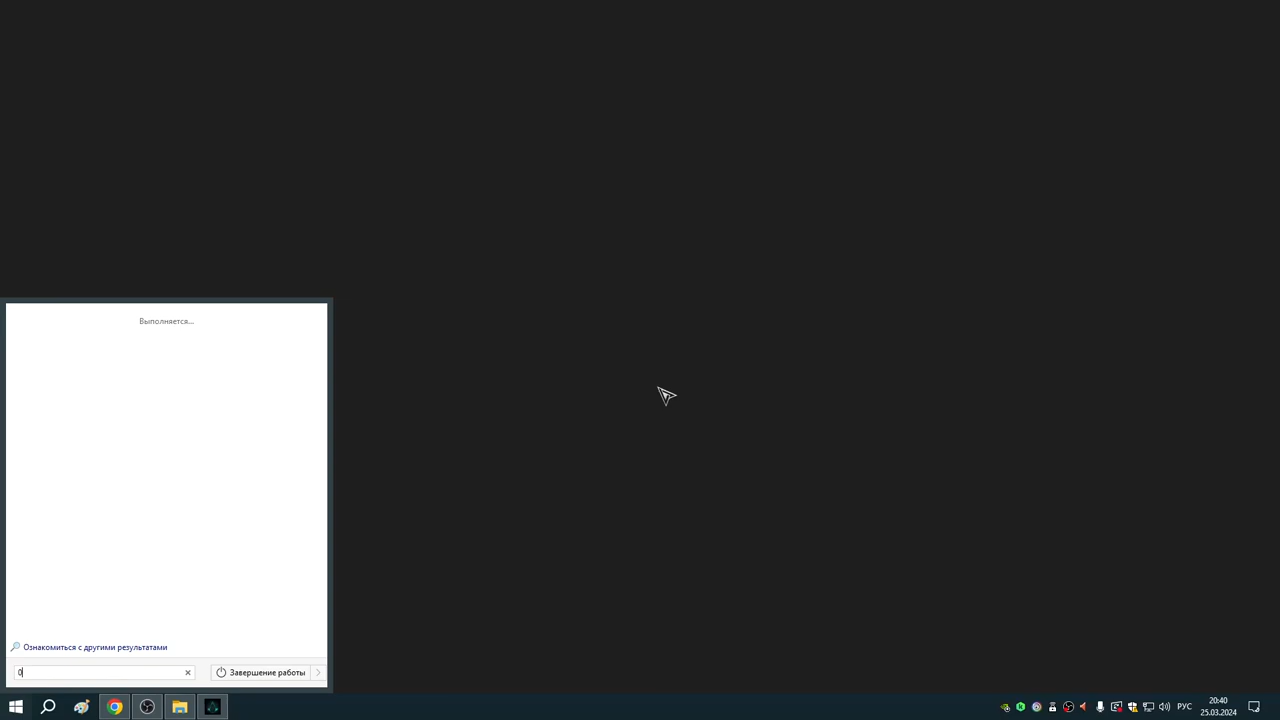 Выполняется...
Ознакомиться с другими результатами
0
Завершение работы
РУС
20:40
25.03.2024